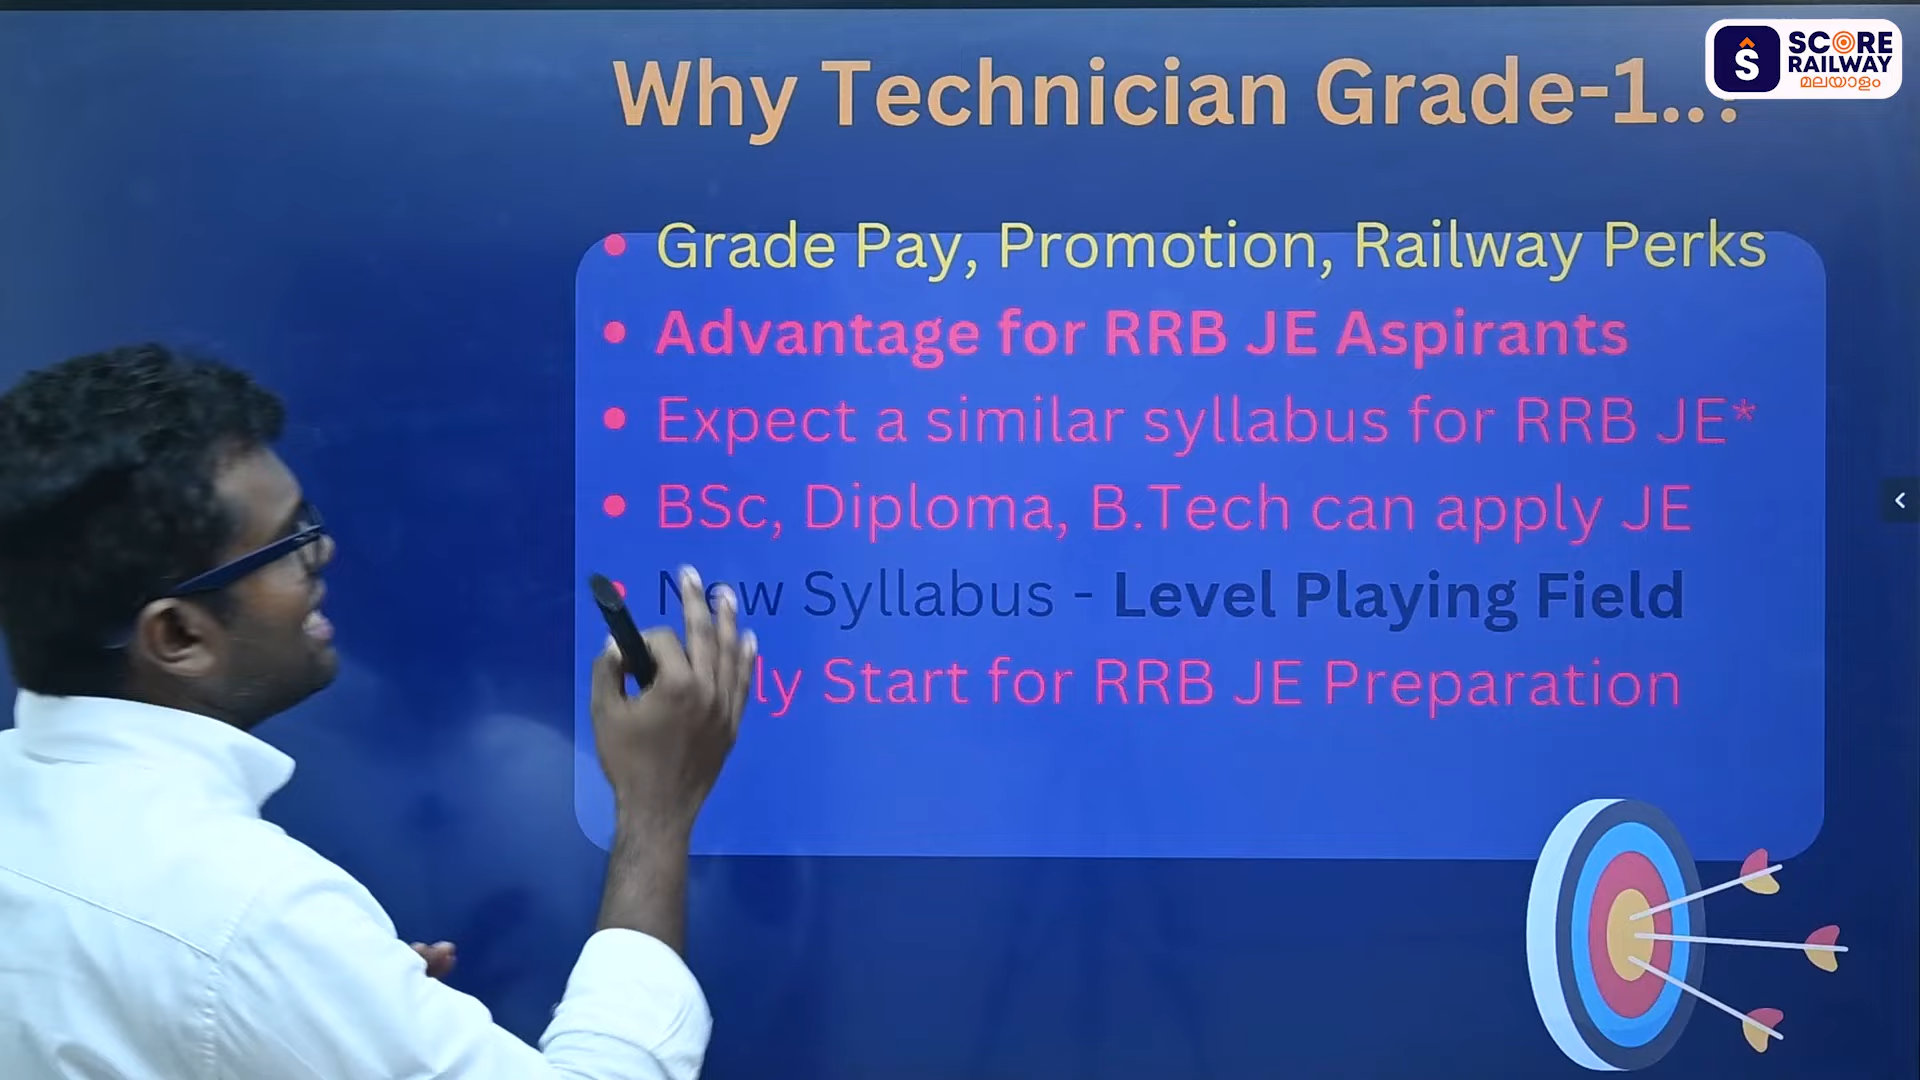 SCORE
RAILWAY
മലയാളം
Why Technician Grade-1..?
• Grade Pay, Promotion, Railway Perks
• Advantage for RRB JE Aspirants
• Expect a similar syllabus for RRB JE*
• BSc, Diploma, B.Tech can apply JE
• New Syllabus - Level Playing Field
Start for RRB JE Preparation